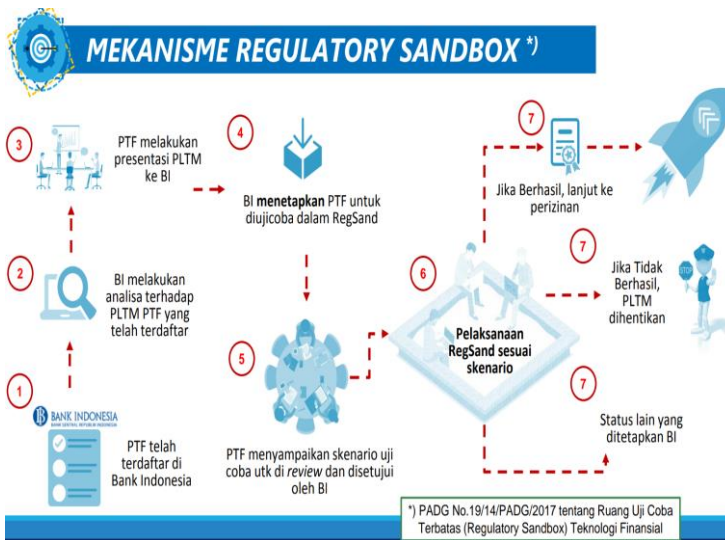 MEKANISME REGULATORY SANDBOX *)
1
BANK INDONESIA
BANK SENTRAL REPUBLIK INDONESIA
PTF telah
terdaftar di
Bank Indonesia
2
BI melakukan
analisa terhadap
PLTM PTF yang
telah terdaftar
3
PTF melakukan
presentasi PLTM
ke BI
4
BI menetapkan PTF untuk
diujicoba dalam RegSand
5
PTF menyampaikan skenario uji
coba utk di review dan disetujui
oleh BI
6
Pelaksanaan
RegSand sesuai
skenario
7
Jika Berhasil, lanjut ke
perizinan
7
STOP
Jika Tidak
Berhasil,
PLTM
dihentikan
7
Status lain yang
ditetapkan BI
*) PADG No.19/14/PADG/2017 tentang Ruang Uji Coba
Terbatas (Regulatory Sandbox) Teknologi Finansial